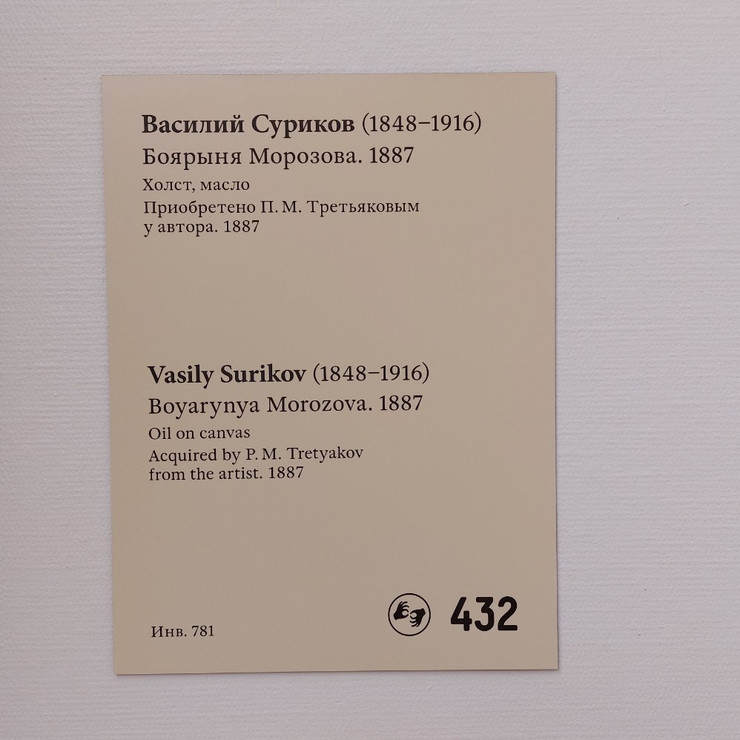 Василий Суриков (1848–1916)
Боярыня Морозова. 1887
Холст, масло
Приобретено П. М. Третьяковым
у автора. 1887
Vasily Surikov (1848–1916)
Boyarynya Morozova. 1887
Oil on canvas
Acquired by P. M. Tretyakov
from the artist. 1887
Инв. 781
432